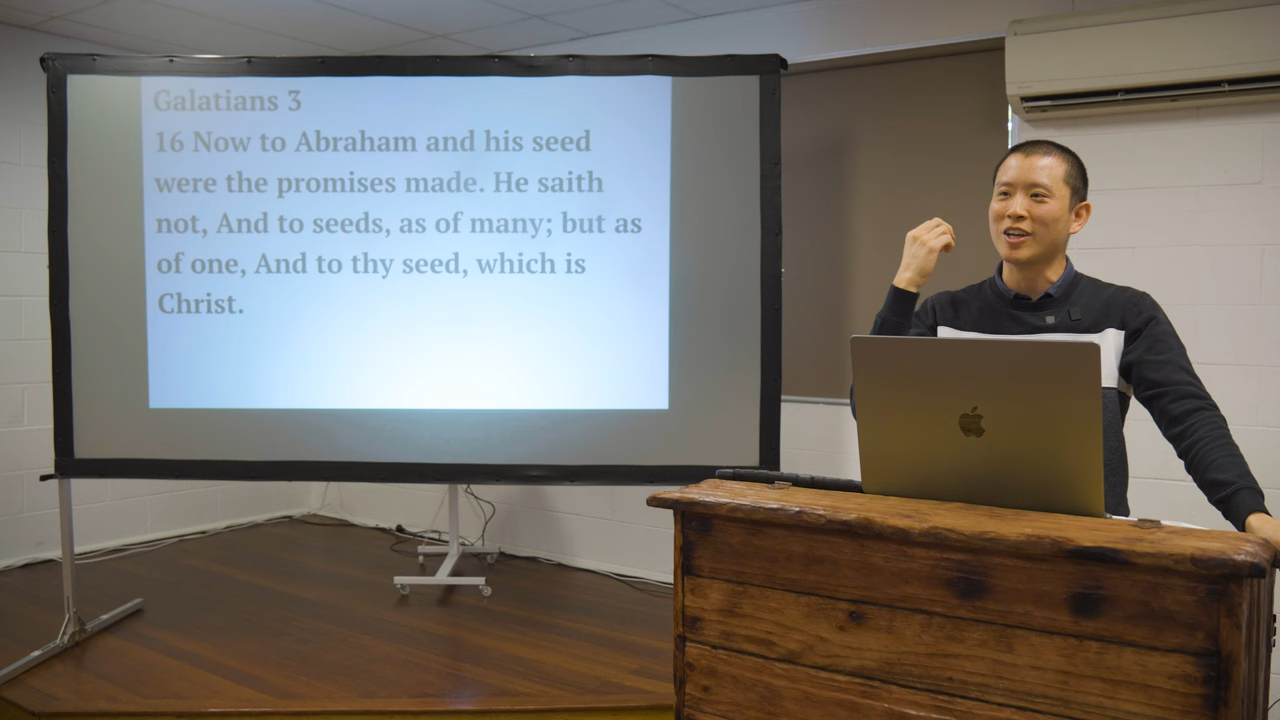 Galatians 3
16 Now to Abraham and his seed
were the promises made. He saith
not, And to seeds, as of many; but as
of one, And to thy seed, which is
Christ.